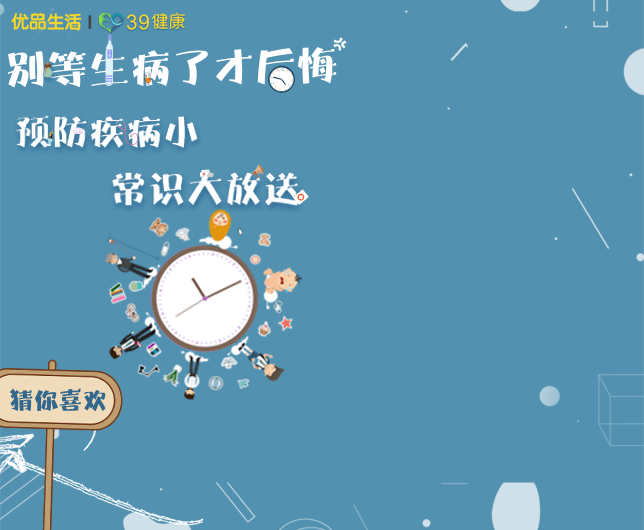 优品生活 39健康
别等生病了才后悔
预防疾病小
常识大放送
猜你喜欢